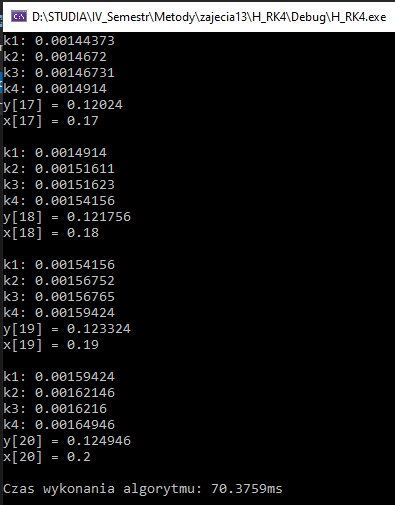 D:\STUDIA\IV_Semestr\Metody\zajecia13\H_RK4\Debug\H_RK4.exe
k1: 0.00144373
k2: 0.0014672
k3: 0.00146731
k4: 0.0014914
y[17] = 0.12024
x[17] = 0.17
k1: 0.0014914
k2: 0.00151611
k3: 0.00151623
k4: 0.00154156
y[18] = 0.121756
x[18] = 0.18
k1: 0.00154156
k2: 0.00156752
k3: 0.00156765
k4: 0.00159424
y[19] = 0.123324
x[19] = 0.19
k1: 0.00159424
k2: 0.00162146
k3: 0.0016216
k4: 0.00164946
y[20] = 0.124946
x[20] = 0.2
Czas wykonania algorytmu: 70.3759ms